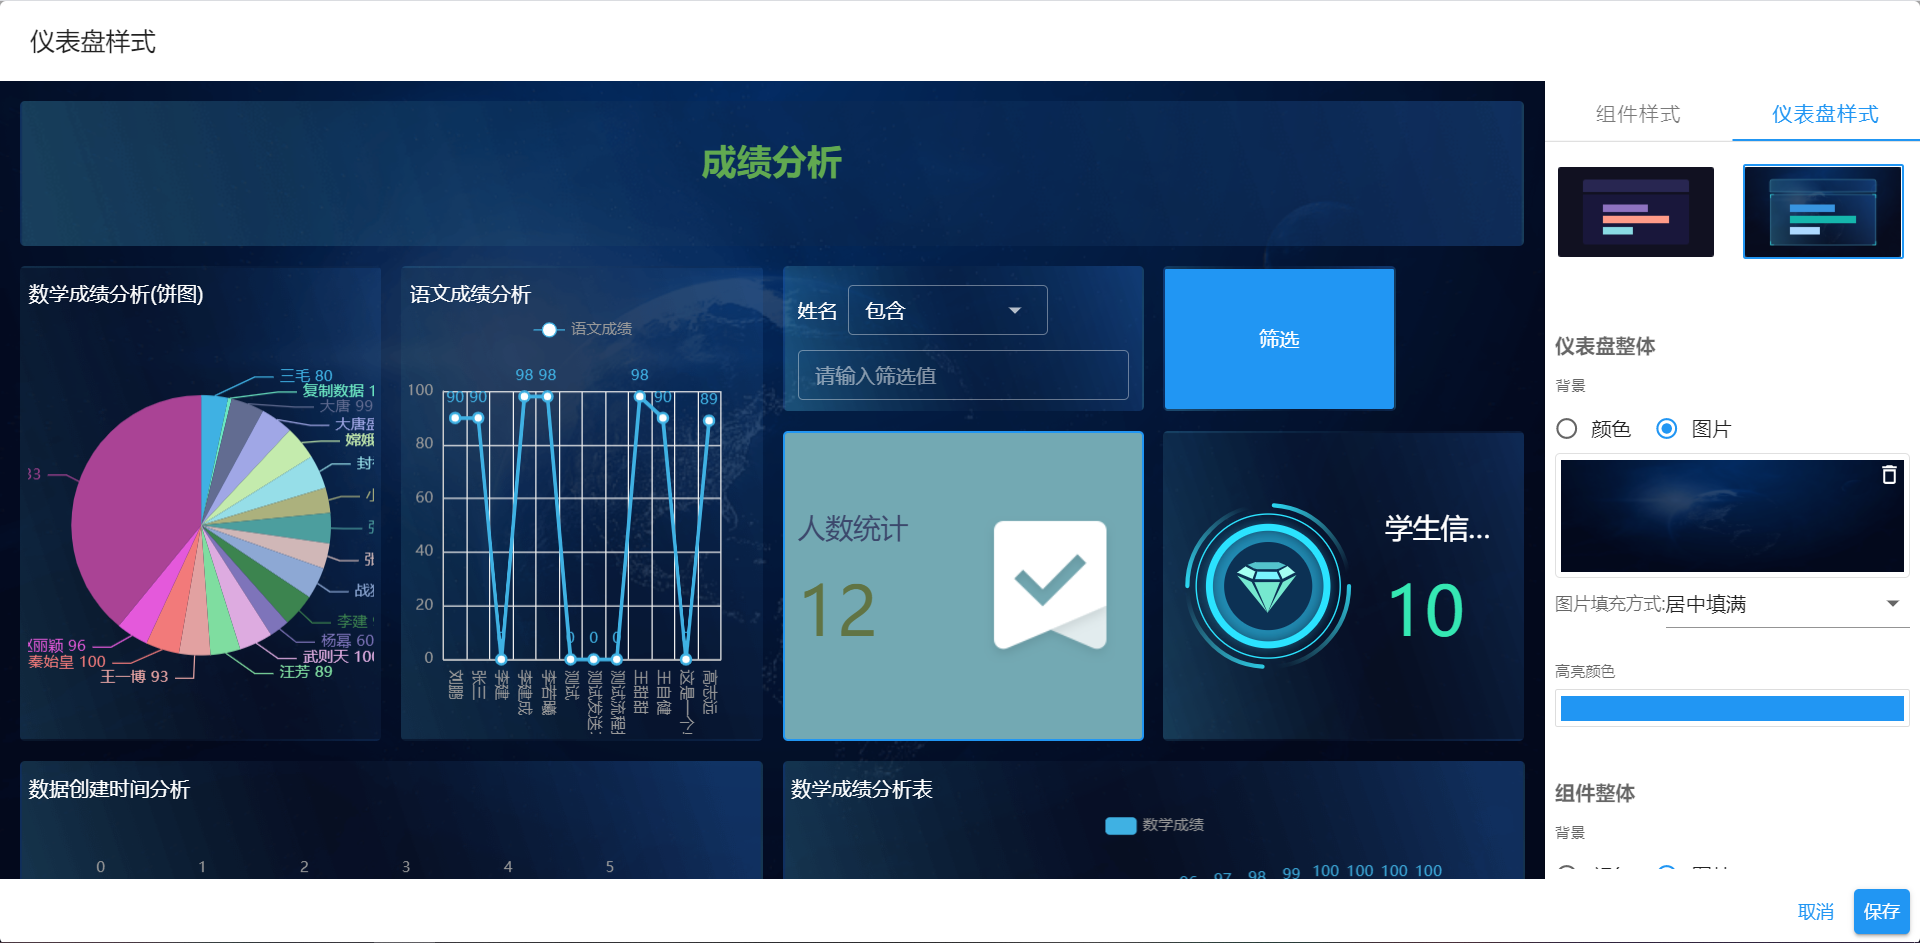 仪表盘样式
组件样式
仪表盘样式
成绩分析
数学成绩分析(饼图)
三毛 80
复制数据 1
大唐 99
大唐盛
嫦娥
封
小
张
张
战狼
李建
杨幂 60
武则天 100
汪芳 89
王一博 93
秦始皇 100
赵丽颖 96
33
语文成绩分析
语文成绩
100
80
60
40
20
0
90 90 98 98 98 90 89
0 0 0
刘鹏
张三
李建
李建成
李若曦
测试
测试发送
测试流程
王甜甜
王自健
这是一个
高志远
姓名
包含
请输入筛选值
筛选
人数统计
12
学生信...
10
数据创建时间分析
0 1 2 3 4 5
数学成绩分析表
数学成绩
96 97 98 99 100 100 100 100
仪表盘整体
背景
颜色
图片
图片填充方式:居中填满
高亮颜色
组件整体
背景
颜色
图片
取消
保存